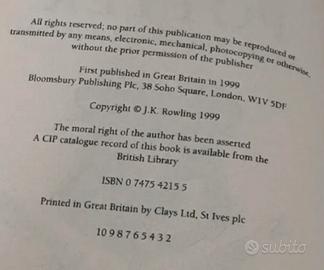 All rights reserved; no part of this publication may be reproduced or
transmitted by any means, electronic, mechanical, photocopying or otherwise,
without the prior permission of the publisher
First published in Great Britain in 1999
Bloomsbury Publishing Plc, 38 Soho Square, London, W1V 5DF
Copyright © J.K. Rowling 1999
The moral right of the author has been asserted
A CIP catalogue record of this book is available from the
British Library
ISBN 0 7475 4215 5
Printed in Great Britain by Clays Ltd, St Ives plc
10 9 8 7 6 5 4 3 2
subito